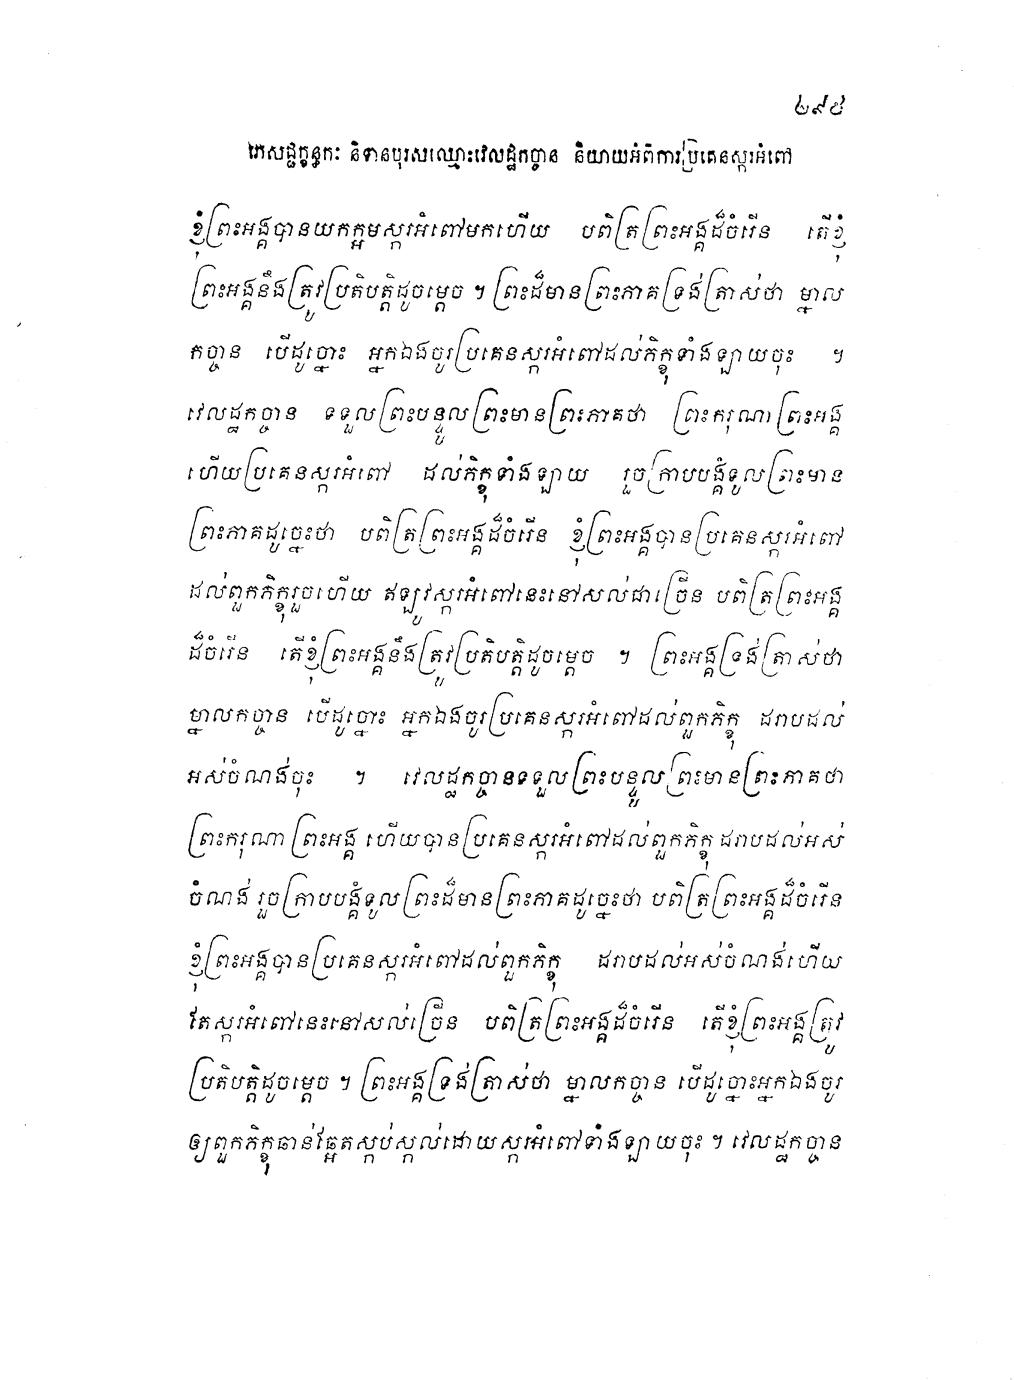 ២៩៥
ភេសជ្ជក្ខន្ធកៈ និទានបុរសឈ្មោះវេលដ្ឋកច្ចាន និយាយអំពីការប្រគេនស្ករអំពៅ
ខ្ញុំព្រះអង្គបានយកក្អមស្ករអំពៅមកហើយ បពិត្រព្រះអង្គដ៏ចំរើន តើខ្ញុំ
ព្រះអង្គនឹងត្រូវប្រតិបត្តិដូចម្តេច ។ ព្រះដ៏មានព្រះភាគទ្រង់ត្រាស់ថា ម្នាល
កច្ចាន បើដូច្នោះ អ្នកឯងចូរប្រគេនស្ករអំពៅដល់ភិក្ខុទាំងឡាយចុះ ។
វេលដ្ឋកច្ចាន ទទួលព្រះបន្ទូលព្រះមានព្រះភាគថា ព្រះករុណាព្រះអង្គ
ហើយប្រគេនស្ករអំពៅ ដល់ភិក្ខុទាំងឡាយ រួចក្រាបបង្គំទូលព្រះមាន
ព្រះភាគដូច្នេះថា បពិត្រព្រះអង្គដ៏ចំរើន ខ្ញុំព្រះអង្គបានប្រគេនស្ករអំពៅ
ដល់ពួកភិក្ខុរួចហើយ ឥឡូវស្ករអំពៅនេះនៅសល់ជាច្រើន បពិត្រព្រះអង្គ
ដ៏ចំរើន តើខ្ញុំព្រះអង្គនឹងត្រូវប្រតិបត្តិដូចម្តេច ។ ព្រះអង្គទ្រង់ត្រាស់ថា
ម្នាលកច្ចាន បើដូច្នោះ អ្នកឯងចូរប្រគេនស្ករអំពៅដល់ពួកភិក្ខុ ដរាបដល់
អស់ចំណង់ចុះ ។ វេលដ្ឋកច្ចានទទួលព្រះបន្ទូលព្រះមានព្រះភាគថា
ព្រះករុណាព្រះអង្គ ហើយបានប្រគេនស្ករអំពៅដល់ពួកភិក្ខុ ដរាបដល់អស់
ចំណង់ រួចក្រាបបង្គំទូលព្រះដ៏មានព្រះភាគដូច្នេះថា បពិត្រព្រះអង្គដ៏ចំរើន
ខ្ញុំព្រះអង្គបានប្រគេនស្ករអំពៅដល់ពួកភិក្ខុ ដរាបដល់អស់ចំណង់ហើយ
តែស្ករអំពៅនេះនៅសល់ច្រើន បពិត្រព្រះអង្គដ៏ចំរើន តើខ្ញុំព្រះអង្គត្រូវ
ប្រតិបត្តិដូចម្តេច ។ ព្រះអង្គទ្រង់ត្រាស់ថា ម្នាលកច្ចាន បើដូច្នោះអ្នកឯងចូរ
ឲ្យពួកភិក្ខុឆាន់ឆ្អែតស្កប់ស្កល់ដោយស្ករអំពៅទាំងឡាយចុះ ។ វេលដ្ឋកច្ចាន